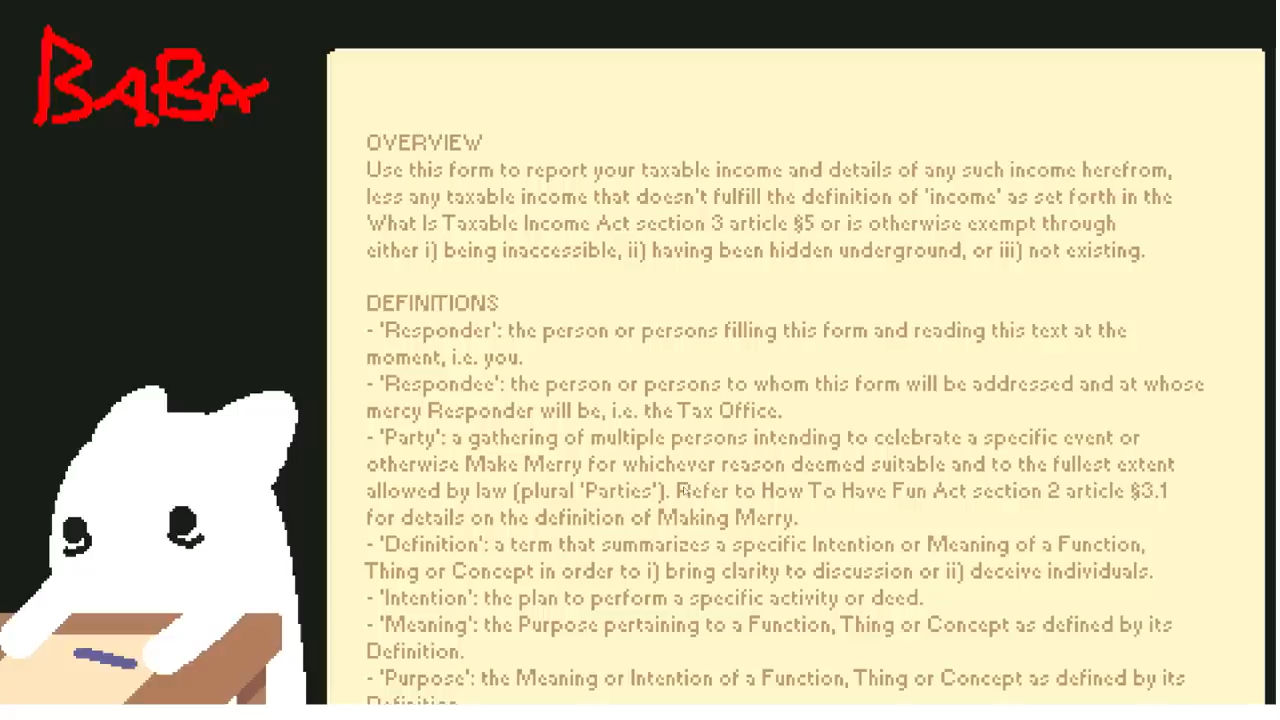 BABA
OVERVIEW
Use this form to report your taxable income and details of any such income herefrom,
less any taxable income that doesn't fulfill the definition of 'income' as set forth in the
What Is Taxable Income Act section 3 article §5 or is otherwise exempt through
either i) being inaccessible, ii) having been hidden underground, or iii) not existing.
DEFINITIONS
- 'Responder': the person or persons filling this form and reading this text at the
moment, i.e. you.
- 'Respondee': the person or persons to whom this form will be addressed and at whose
mercy Responder will be, i.e. the Tax Office.
- 'Party': a gathering of multiple persons intending to celebrate a specific event or
otherwise Make Merry for whichever reason deemed suitable and to the fullest extent
allowed by law (plural 'Parties'). Refer to How To Have Fun Act section 2 article §3.1
for details on the definition of Making Merry.
- 'Definition': a term that summarizes a specific Intention or Meaning of a Function,
Thing or Concept in order to i) bring clarity to discussion or ii) deceive individuals.
- 'Intention': the plan to perform a specific activity or deed.
- 'Meaning': the Purpose pertaining to a Function, Thing or Concept as defined by its
Definition.
- 'Purpose': the Meaning or Intention of a Function, Thing or Concept as defined by its